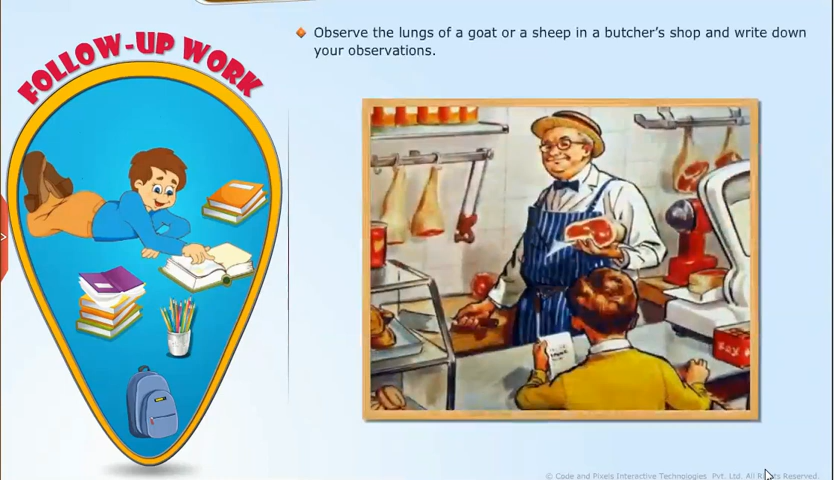 FOLLOW-UP WORK
Observe the lungs of a goat or a sheep in a butcher's shop and write down
your observations.
© Code and Pixels Interactive Technologies Pvt. Ltd. All Rights Reserved.